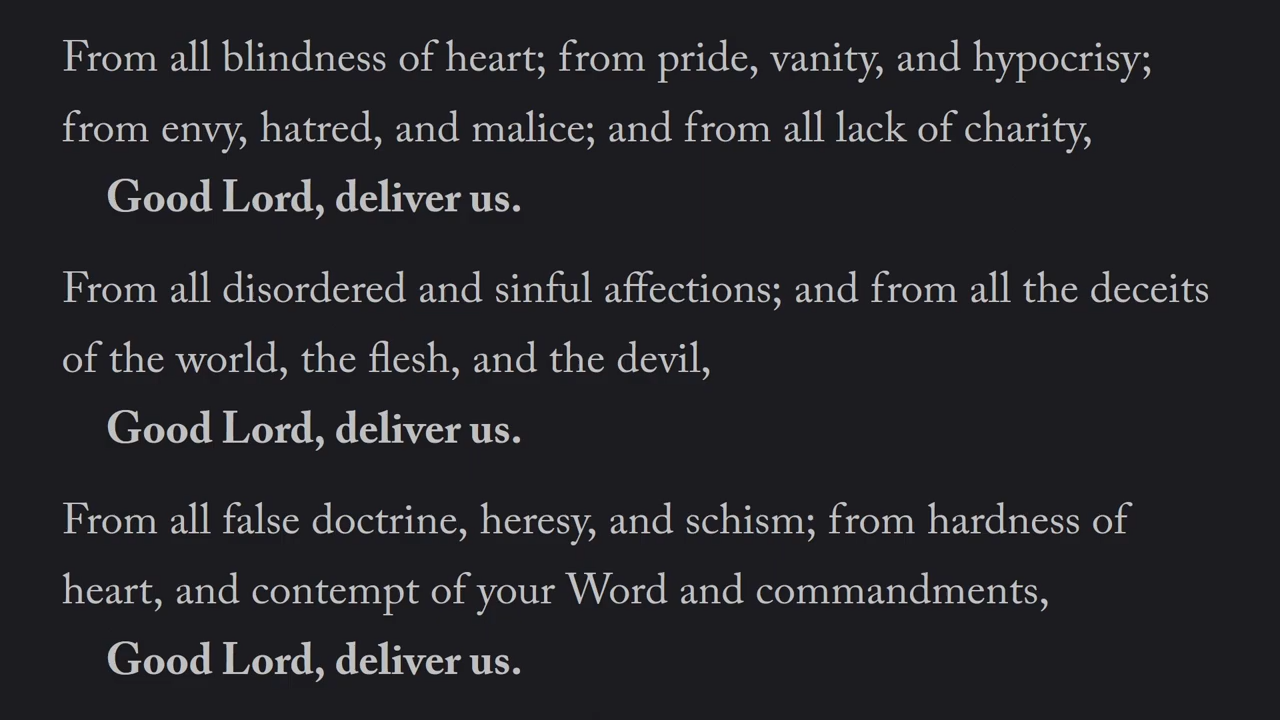 From all blindness of heart; from pride, vanity, and hypocrisy;
from envy, hatred, and malice; and from all lack of charity,
Good Lord, deliver us.
From all disordered and sinful affections; and from all the deceits
of the world, the flesh, and the devil,
Good Lord, deliver us.
From all false doctrine, heresy, and schism; from hardness of
heart, and contempt of your Word and commandments,
Good Lord, deliver us.